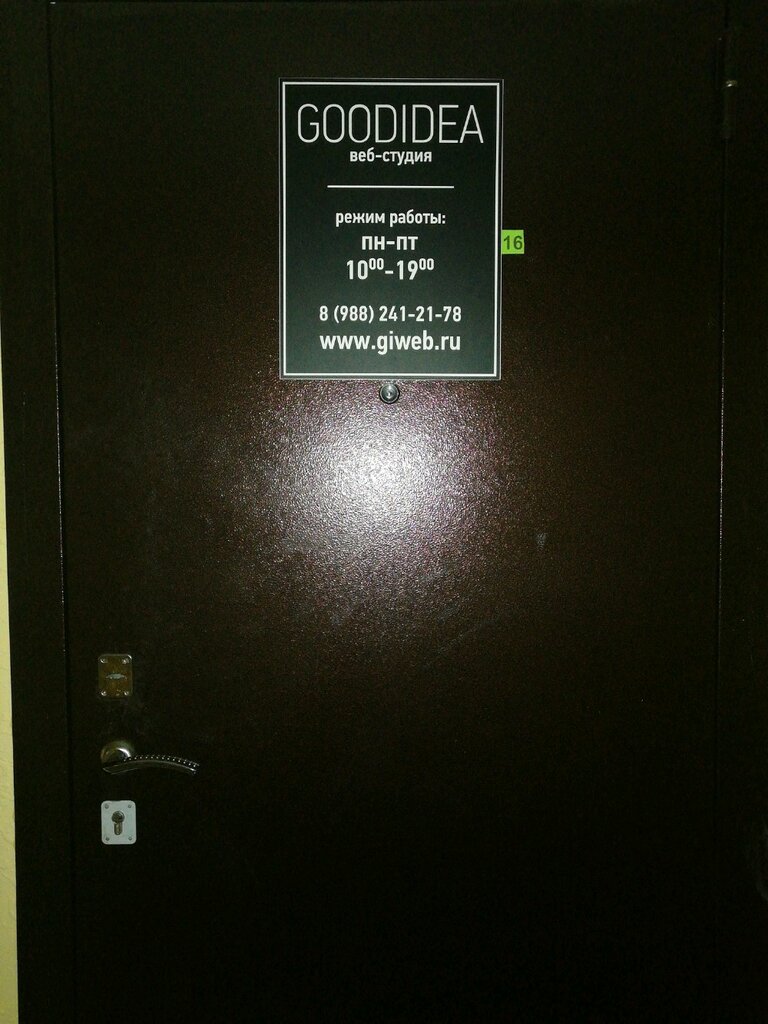 GOODIDEA
веб-студия
режим работы:
пн-пт
10⁰⁰-19⁰⁰
16
8 (988) 241-21-78
www.giweb.ru